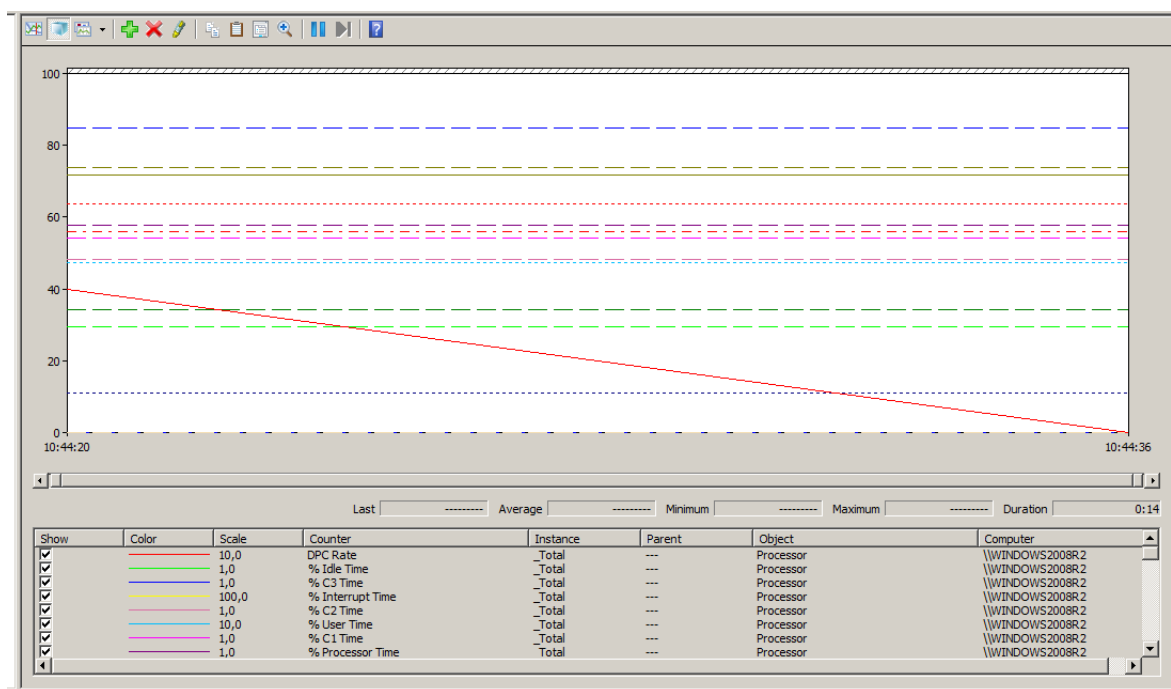 100
80
60
40
20
0
10:44:20 10:44:36
Last --------- Average --------- Minimum --------- Maximum --------- Duration 0:14
Show Color Scale Counter Instance Parent Object Computer
10,0 DPC Rate _Total --- Processor \\WINDOWS2008R2
1,0 % Idle Time _Total --- Processor \\WINDOWS2008R2
1,0 % C3 Time _Total --- Processor \\WINDOWS2008R2
100,0 % Interrupt Time _Total --- Processor \\WINDOWS2008R2
1,0 % C2 Time _Total --- Processor \\WINDOWS2008R2
10,0 % User Time _Total --- Processor \\WINDOWS2008R2
1,0 % C1 Time _Total --- Processor \\WINDOWS2008R2
1,0 % Processor Time _Total --- Processor \\WINDOWS2008R2